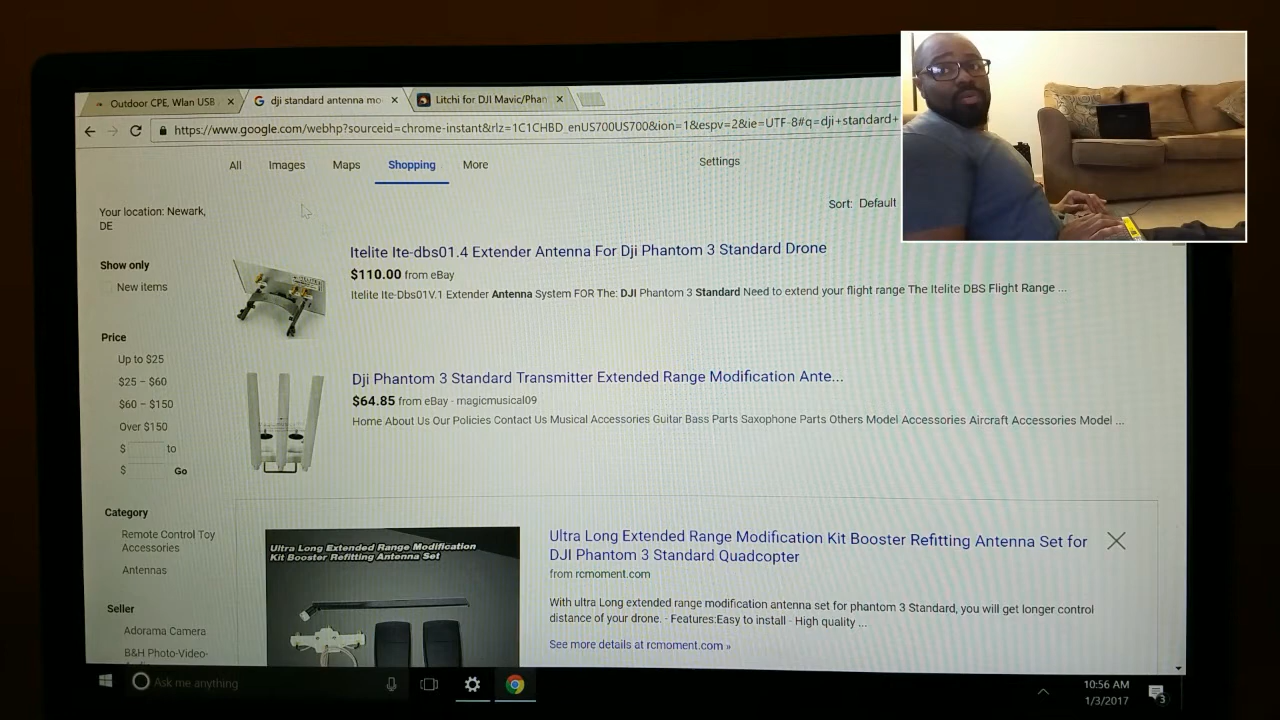 Outdoor CPE, Wlan USB
dji standard antenna mo
Litchi for DJI Mavic/Phan
https://www.google.com/webhp?sourceid=chrome-instant&rlz=1C1CHBD_enUS700US700&ion=1&espv=2&ie=UTF-8#q=dji+standard+
All Images Maps Shopping More Settings
Your location: Newark,
DE
Sort: Default
Show only
New items
Price
Up to $25
$25 – $60
$60 – $150
Over $150
$ to
$ Go
Category
Remote Control Toy
Accessories
Antennas
Seller
Adorama Camera
B&H Photo-Video-
Itelite Ite-dbs01.4 Extender Antenna For Dji Phantom 3 Standard Drone
$110.00 from eBay
Itelite Ite-Dbs01V.1 Extender Antenna System FOR The: DJI Phantom 3 Standard Need to extend your flight range The Itelite DBS Flight Range ...
Dji Phantom 3 Standard Transmitter Extended Range Modification Ante...
$64.85 from eBay - magicmusical09
Home About Us Our Policies Contact Us Musical Accessories Guitar Bass Parts Saxophone Parts Others Model Accessories Aircraft Accessories Model ...
Ultra Long Extended Range Modification
Kit Booster Refitting Antenna Set
Ultra Long Extended Range Modification Kit Booster Refitting Antenna Set for
DJI Phantom 3 Standard Quadcopter
from rcmoment.com
With ultra Long extended range modification antenna set for phantom 3 Standard, you will get longer control
distance of your drone. - Features:Easy to install - High quality ...
See more details at rcmoment.com »
Ask me anything
10:56 AM
1/3/2017
3